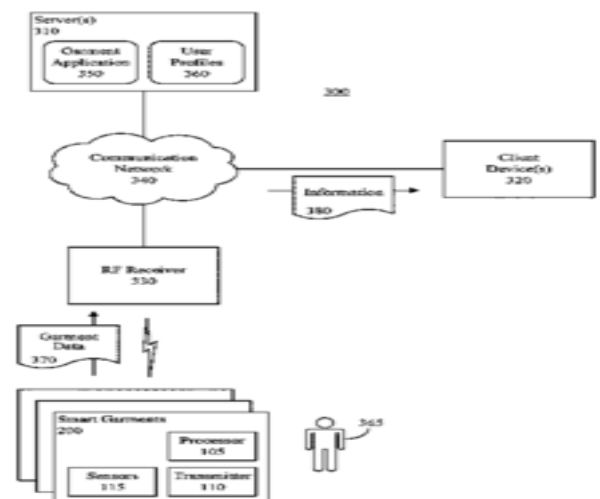 Server(s)
310
Garment
Application
350
User
Profiles
360
300
Communication
Network
340
Client
Device(s)
320
Information
380
RF Receiver
330
Garment
Data
370
Smart Garments
200
Processor
105
Sensors
115
Transmitter
110
365